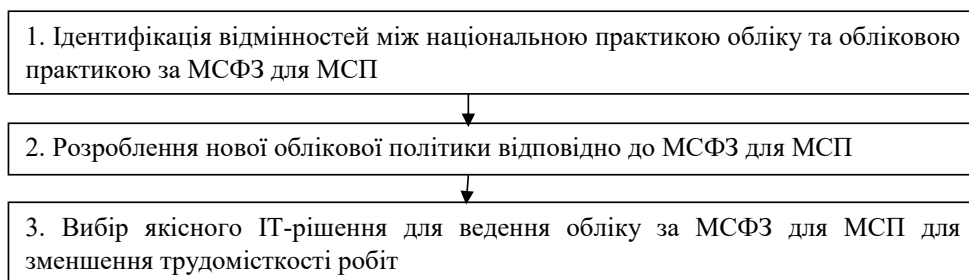 1. Ідентифікація відмінностей між національною практикою обліку та обліковою
практикою за МСФЗ для МСП
2. Розроблення нової облікової політики відповідно до МСФЗ для МСП
3. Вибір якісного ІТ-рішення для ведення обліку за МСФЗ для МСП для
зменшення трудомісткості робіт